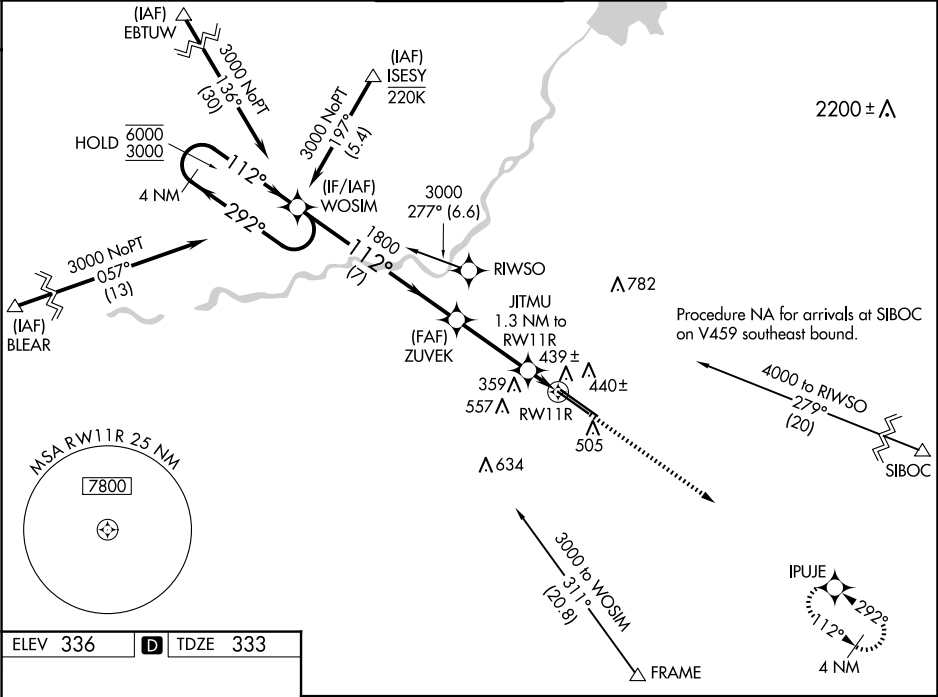 (IAF)
EBTUW
3000 NoPT
136°
(30)
(IAF)
ISESY
220K
3000 NoPT
197°
(5.4)
2200 ±
HOLD 6000
3000
4 NM
112°
292°
(IF/IAF)
WOSIM
3000
277° (6.6)
1800
112°
(7)
RIWSO
3000 NoPT
057°
(13)
(IAF)
BLEAR
782
JITMU
1.3 NM to
RW11R
(FAF)
ZUVEK
439 ±
440±
359
557
RW11R
505
634
Procedure NA for arrivals at SIBOC
on V459 southeast bound.
4000 to RIWSO
279°
(20)
SIBOC
MSA RW11R 25 NM
7800
3000 to WOSIM
311°
(20.8)
FRAME
IPUJE
292°
112°
4 NM
ELEV 336 D TDZE 333